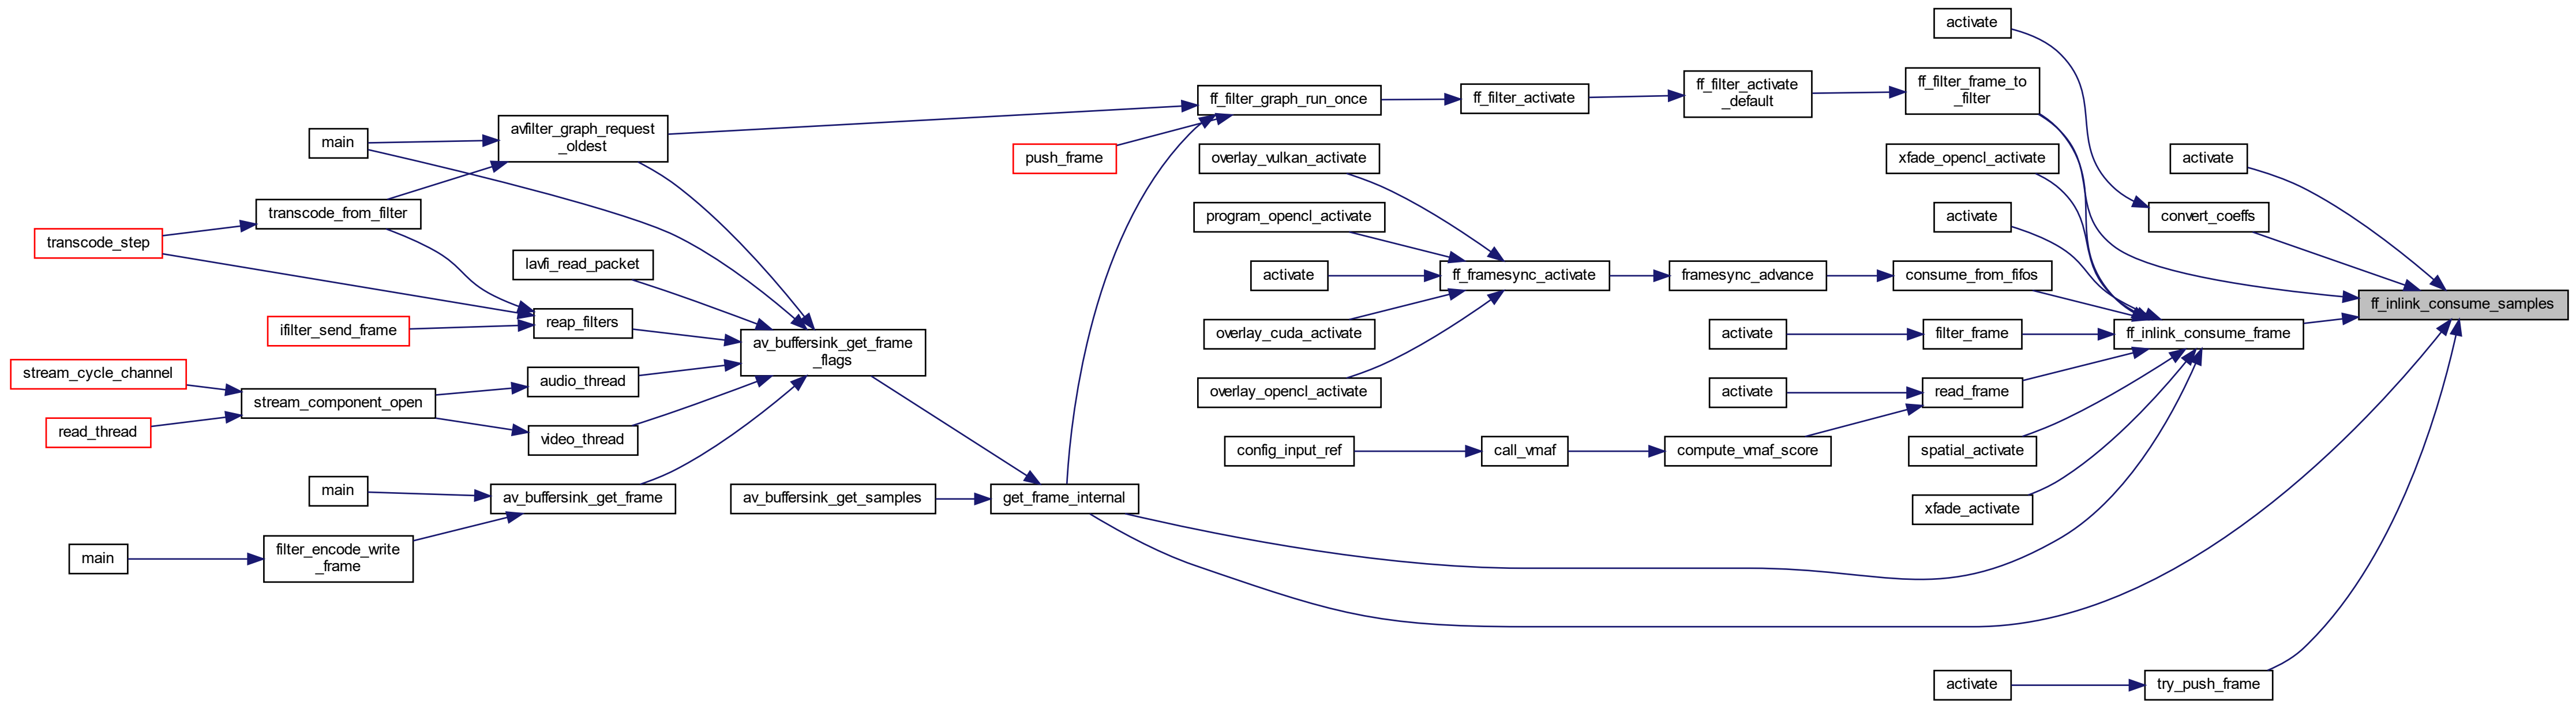 activate
ff_filter_graph_run_once
ff_filter_activate
ff_filter_activate
_default
ff_filter_frame_to
_filter
main
avfilter_graph_request
_oldest
push_frame
overlay_vulkan_activate
xfade_opencl_activate
activate
transcode_from_filter
program_opencl_activate
activate
convert_coeffs
transcode_step
lavfi_read_packet
activate
ff_framesync_activate
framesync_advance
consume_from_fifos
ff_inlink_consume_samples
ifilter_send_frame
reap_filters
overlay_cuda_activate
activate
filter_frame
ff_inlink_consume_frame
av_buffersink_get_frame
_flags
stream_cycle_channel
audio_thread
overlay_opencl_activate
activate
read_frame
stream_component_open
read_thread
video_thread
config_input_ref
call_vmaf
compute_vmaf_score
spatial_activate
main
av_buffersink_get_frame
av_buffersink_get_samples
get_frame_internal
xfade_activate
main
filter_encode_write
_frame
activate
try_push_frame